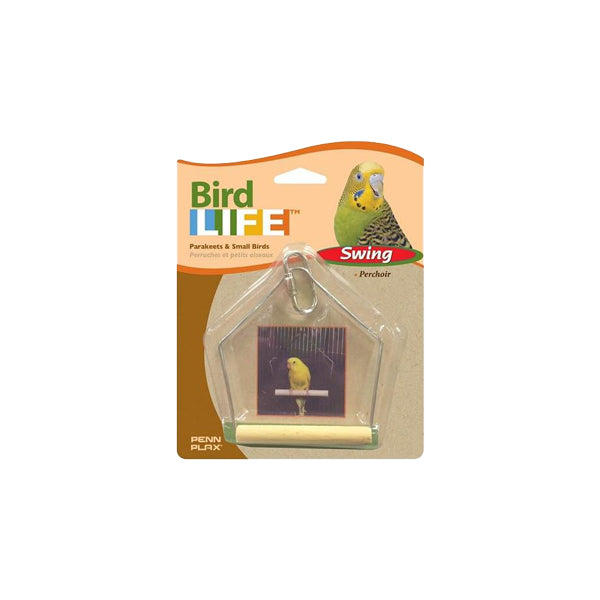 Bird
LIFE™
Parakeets & Small Birds
Perruches et petits oiseaux
Swing
- Perchoir
PENN
PLAX®